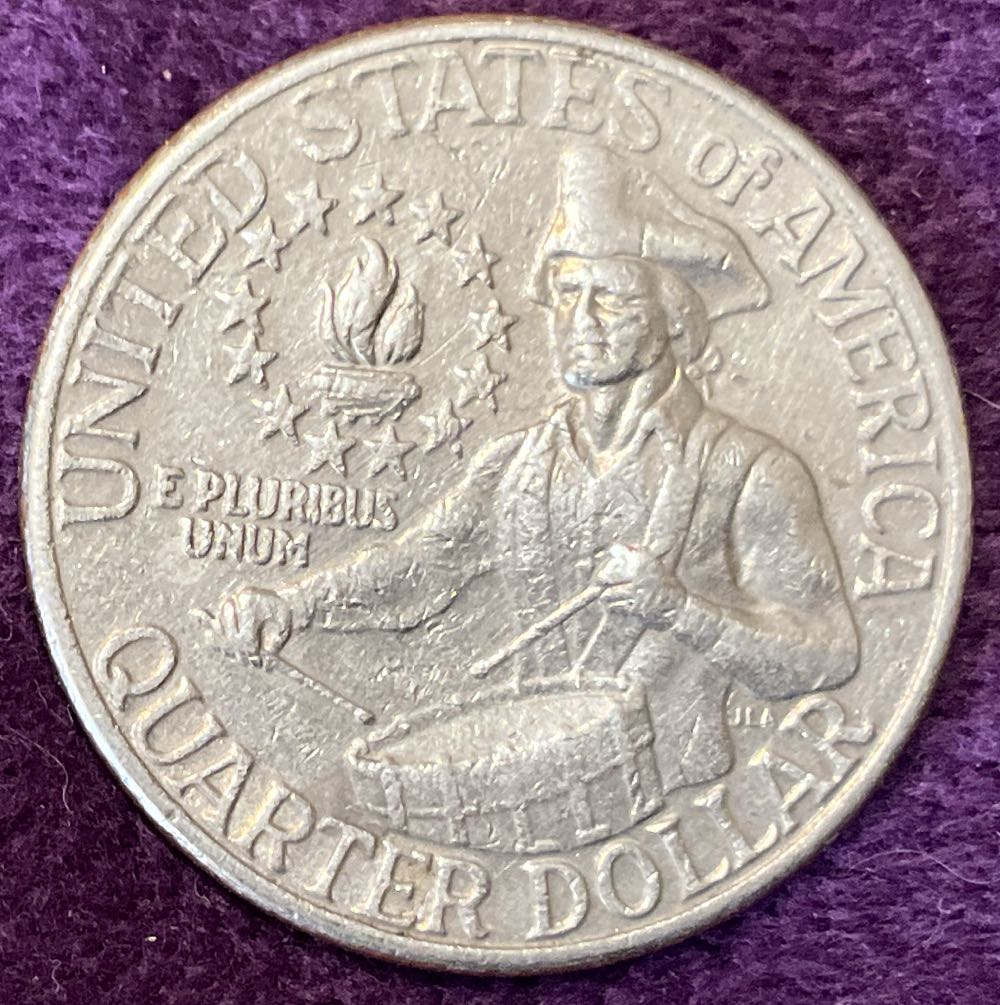 UNITED STATES of AMERICA
E PLURIBUS
UNUM
JLA
QUARTER DOLLAR